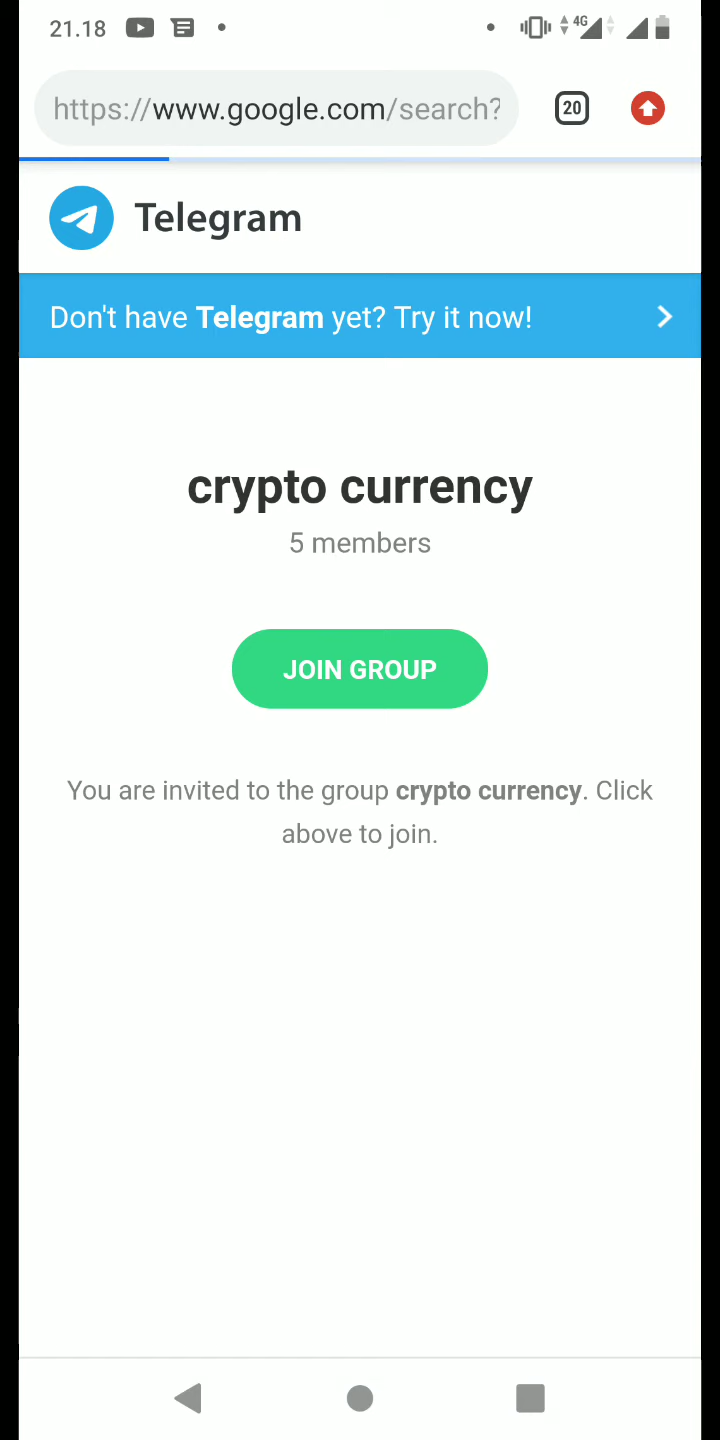 21.18
4G
https://www.google.com/search?
20
Telegram
Don't have Telegram yet? Try it now!
crypto currency
5 members
JOIN GROUP
You are invited to the group crypto currency. Click
above to join.